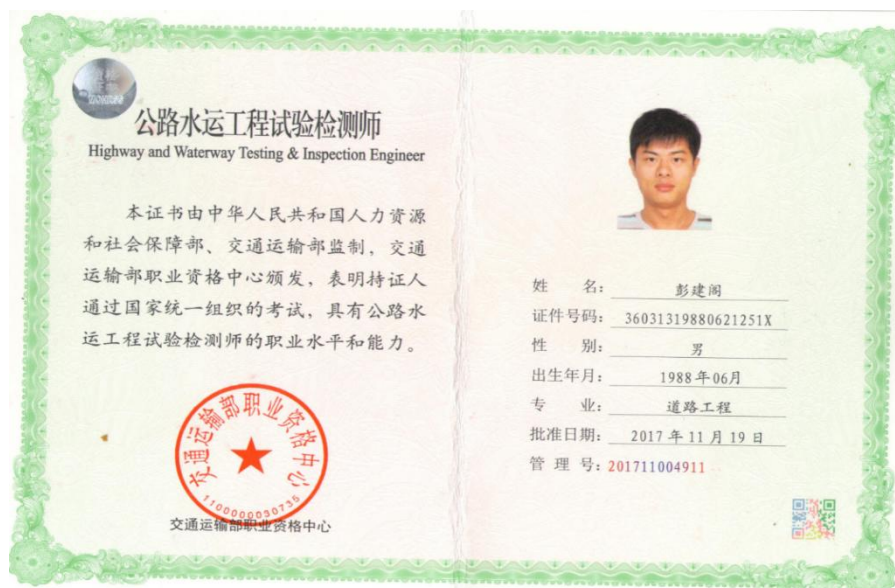 公路水运工程试验检测师
Highway and Waterway Testing & Inspection Engineer
本证书由中华人民共和国人力资源
和社会保障部、交通运输部监制，交通
运输部职业资格中心颁发，表明持证人
通过国家统一组织的考试，具有公路水
运工程试验检测师的职业水平和能力。
交通运输部职业资格中心
1100000030735
交通运输部职业资格中心
姓 名：彭建阁
证件号码：36031319880621251X
性 别：男
出生年月：1988年06月
专 业：道路工程
批准日期：2017年11月19日
管 理 号：201711004911